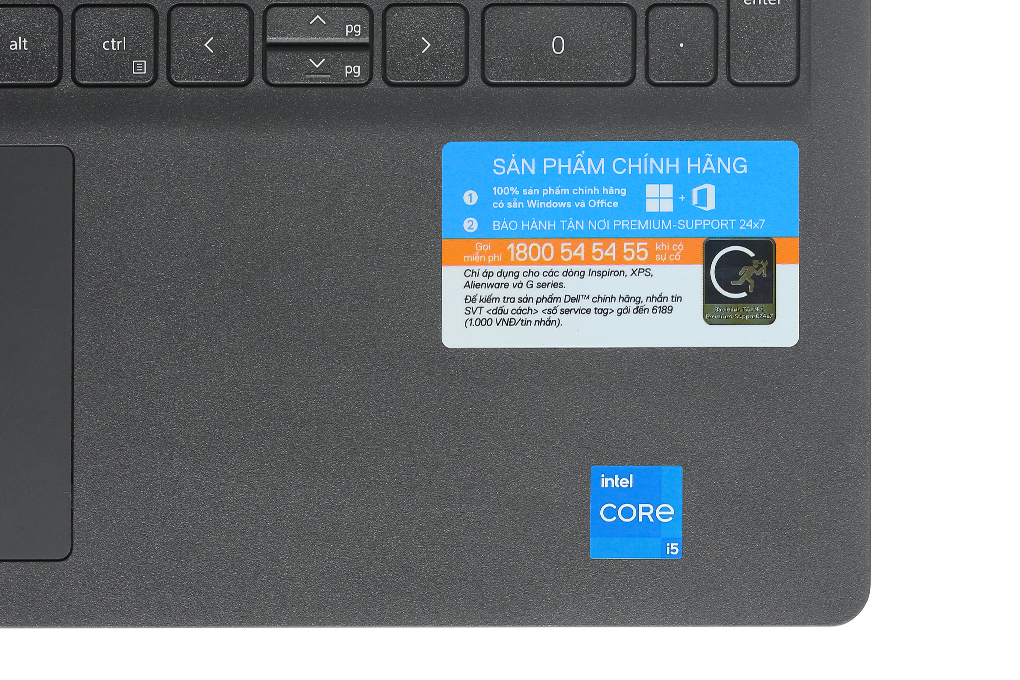 enter
alt
ctrl
pg
0
.
pg
SẢN PHẨM CHÍNH HÃNG
1 100% sản phẩm chính hãng
có sẵn Windows và Office
+
2 BẢO HÀNH TẬN NƠI PREMIUM-SUPPORT 24x7
Gọi miễn phí 1800 54 54 55 khi có sự cố
Chỉ áp dụng cho các dòng Inspiron, XPS,
Alienware và G series.
Để kiểm tra sản phẩm Dell™ chính hãng, nhắn tin
SVT <dấu cách> <số service tag> gởi đến 6189
(1.000 VNĐ/tin nhắn).
Premium Support 24x7
intel
CORE
i5